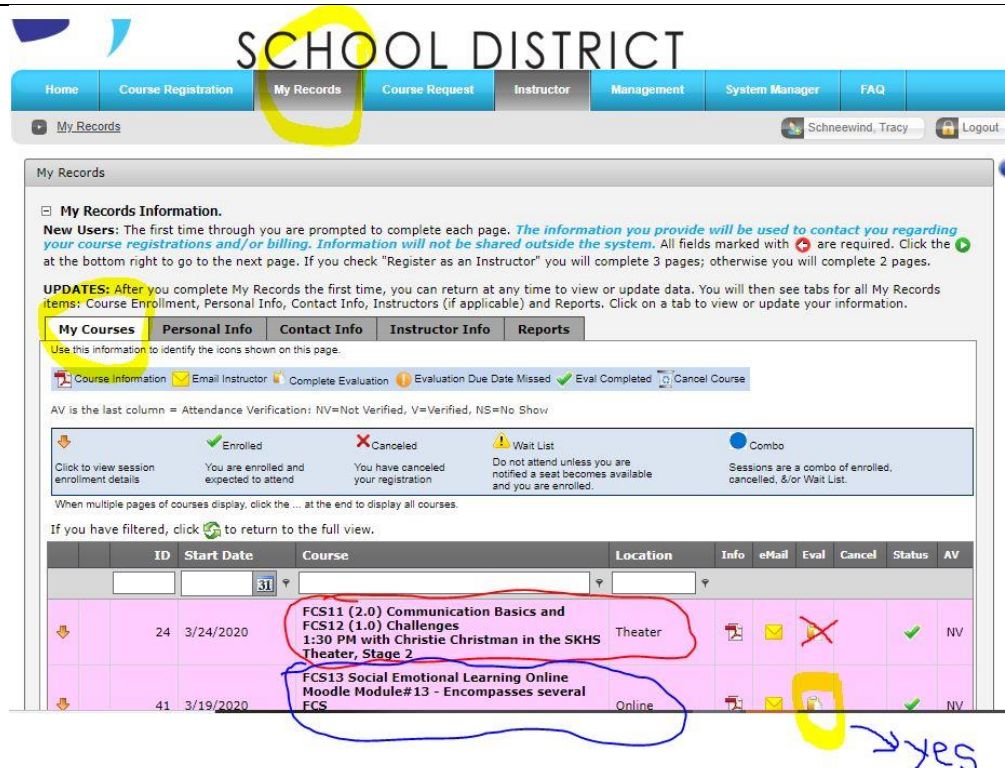 SCHOOL DISTRICT
Home Course Registration My Records Course Request Instructor Management System Manager FAQ
My Records Schneewind, Tracy Logout
My Records
My Records Information.
New Users: The first time through you are prompted to complete each page. The information you provide will be used to contact you regarding
your course registrations and/or billing. Information will not be shared outside the system. All fields marked with are required. Click the
at the bottom right to go to the next page. If you check "Register as an Instructor" you will complete 3 pages; otherwise you will complete 2 pages.
UPDATES: After you complete My Records the first time, you can return at any time to view or update data. You will then see tabs for all My Records
items: Course Enrollment, Personal Info, Contact Info, Instructors (if applicable) and Reports. Click on a tab to view or update your information.
My Courses Personal Info Contact Info Instructor Info Reports
Use this information to identify the icons shown on this page.
Course Information Email Instructor Complete Evaluation Evaluation Due Date Missed Eval Completed Cancel Course
AV is the last column = Attendance Verification: NV=Not Verified, V=Verified, NS=No Show
Enrolled Canceled Wait List Combo
Click to view session enrollment details
You are enrolled and expected to attend
You have canceled your registration
Do not attend unless you are notified a seat becomes available and you are enrolled.
Sessions are a combo of enrolled, cancelled, &/or Wait List.
When multiple pages of courses display, click the ... at the end to display all courses.
If you have filtered, click to return to the full view.
ID Start Date Course Location Info eMail Eval Cancel Status AV
31
FCS11 (2.0) Communication Basics and
FCS12 (1.0) Challenges
24 3/24/2020 1:30 PM with Christie Christman in the SKHS Theater NV
Theater, Stage 2
FCS13 Social Emotional Learning Online
Moodle Module#13 - Encompasses several
41 3/19/2020 FCS Online NV
yes